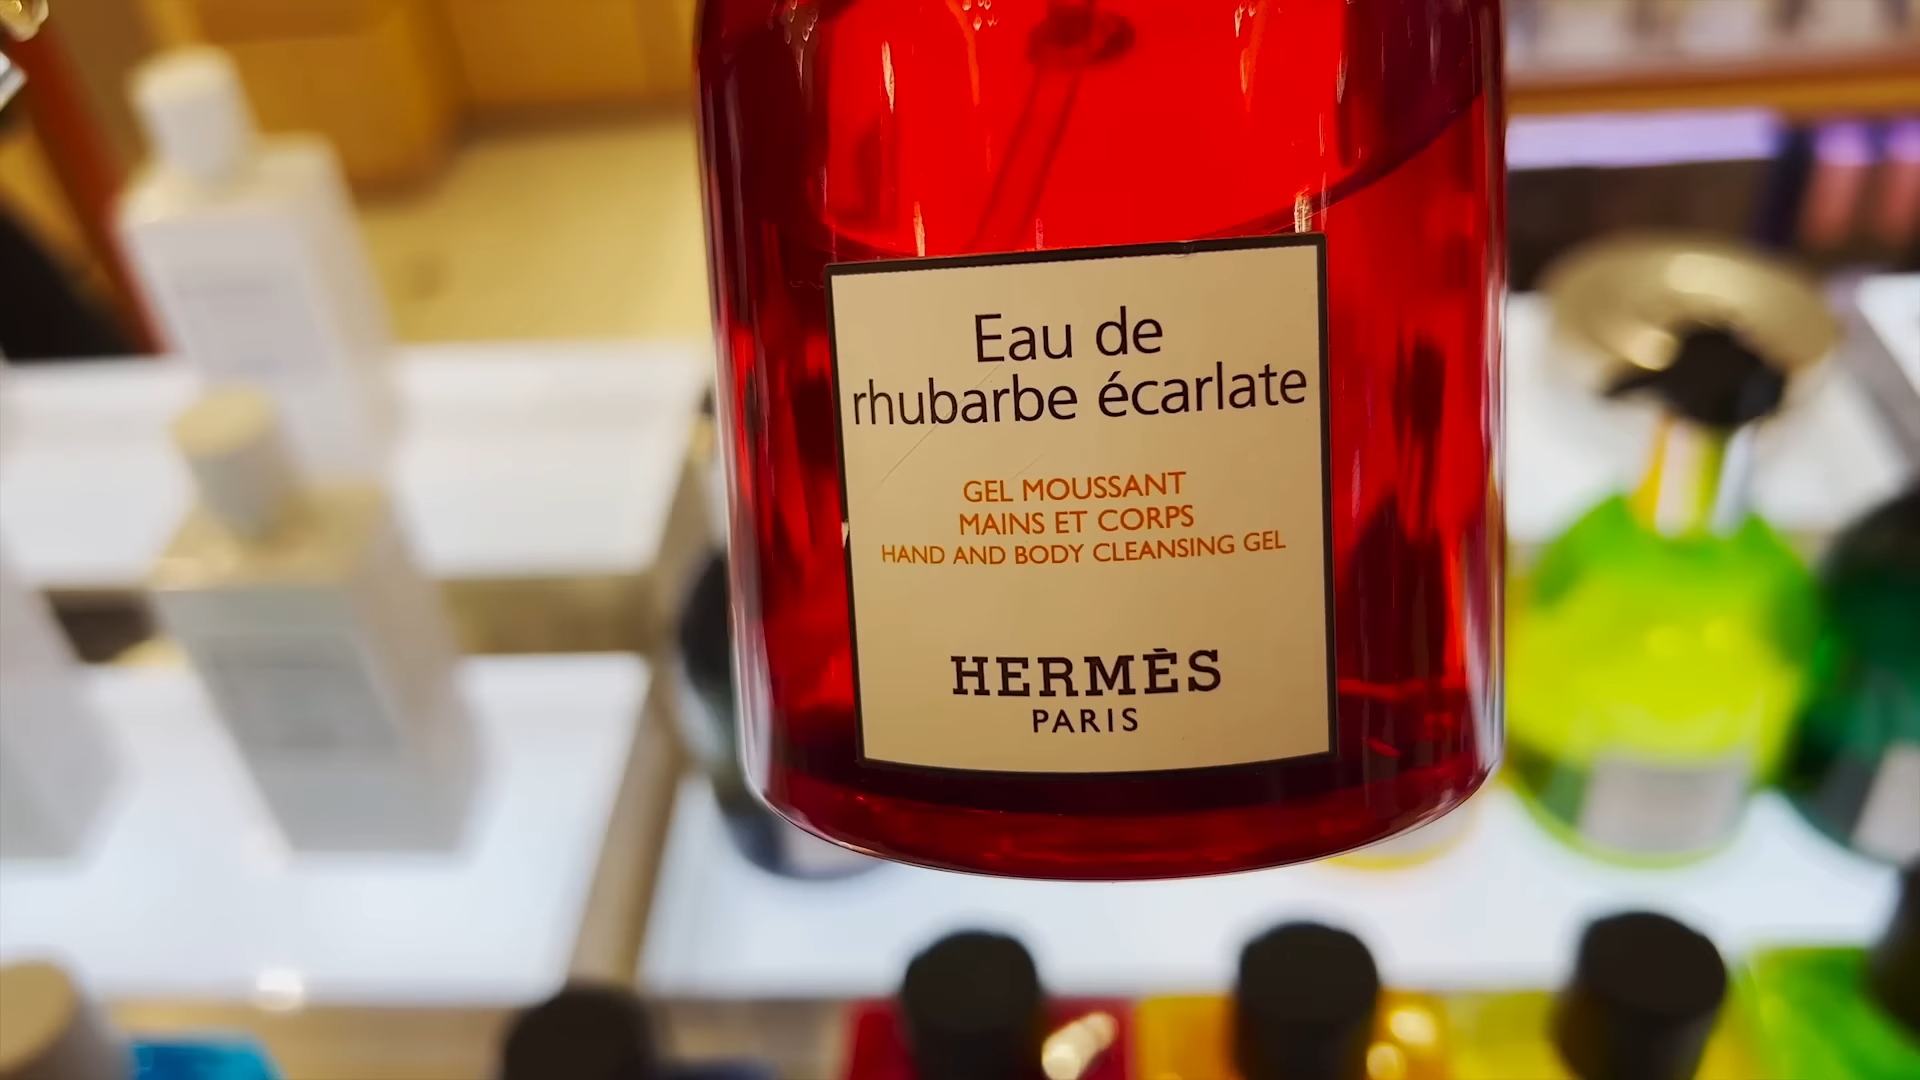 Eau de
rhubarbe écarlate
GEL MOUSSANT
MAINS ET CORPS
HAND AND BODY CLEANSING GEL
HERMÈS
PARIS